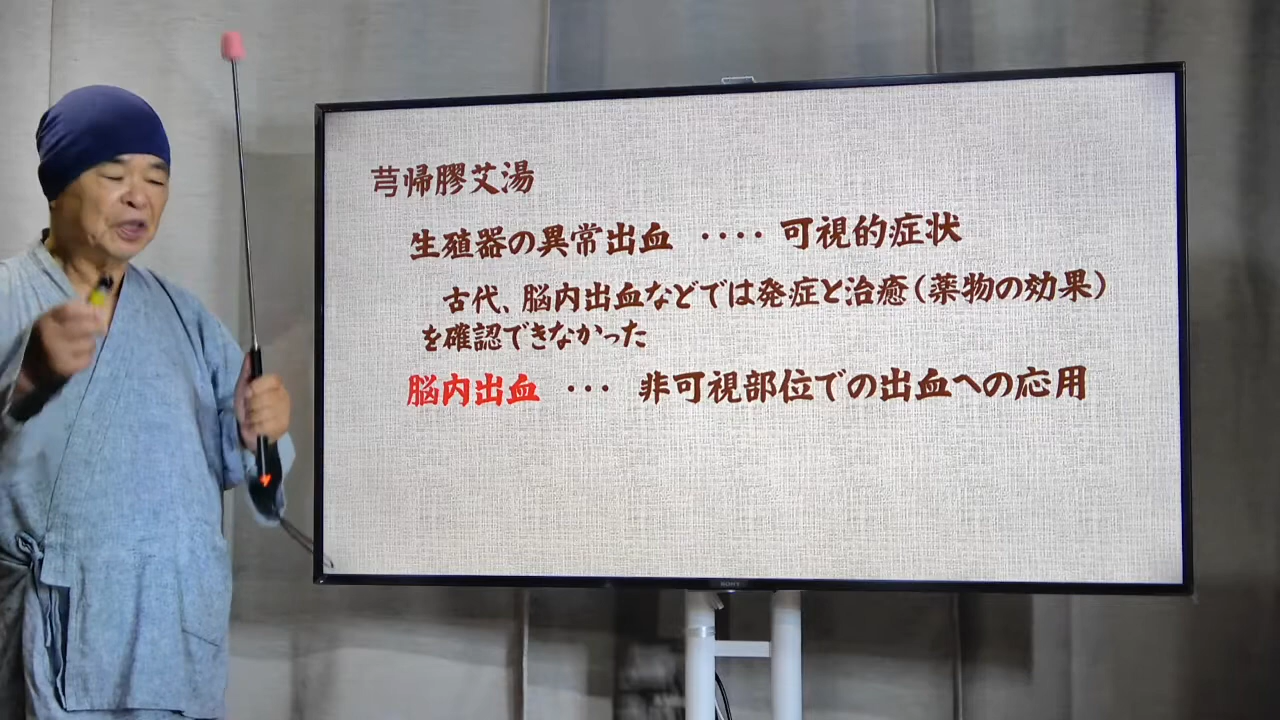 芎帰膠艾湯
生殖器の異常出血 ‥‥ 可視的症状
古代、脳内出血などでは発症と治癒(薬物の効果)
を確認できなかった
脳内出血 ‥・ 非可視部位での出血への応用
SONY